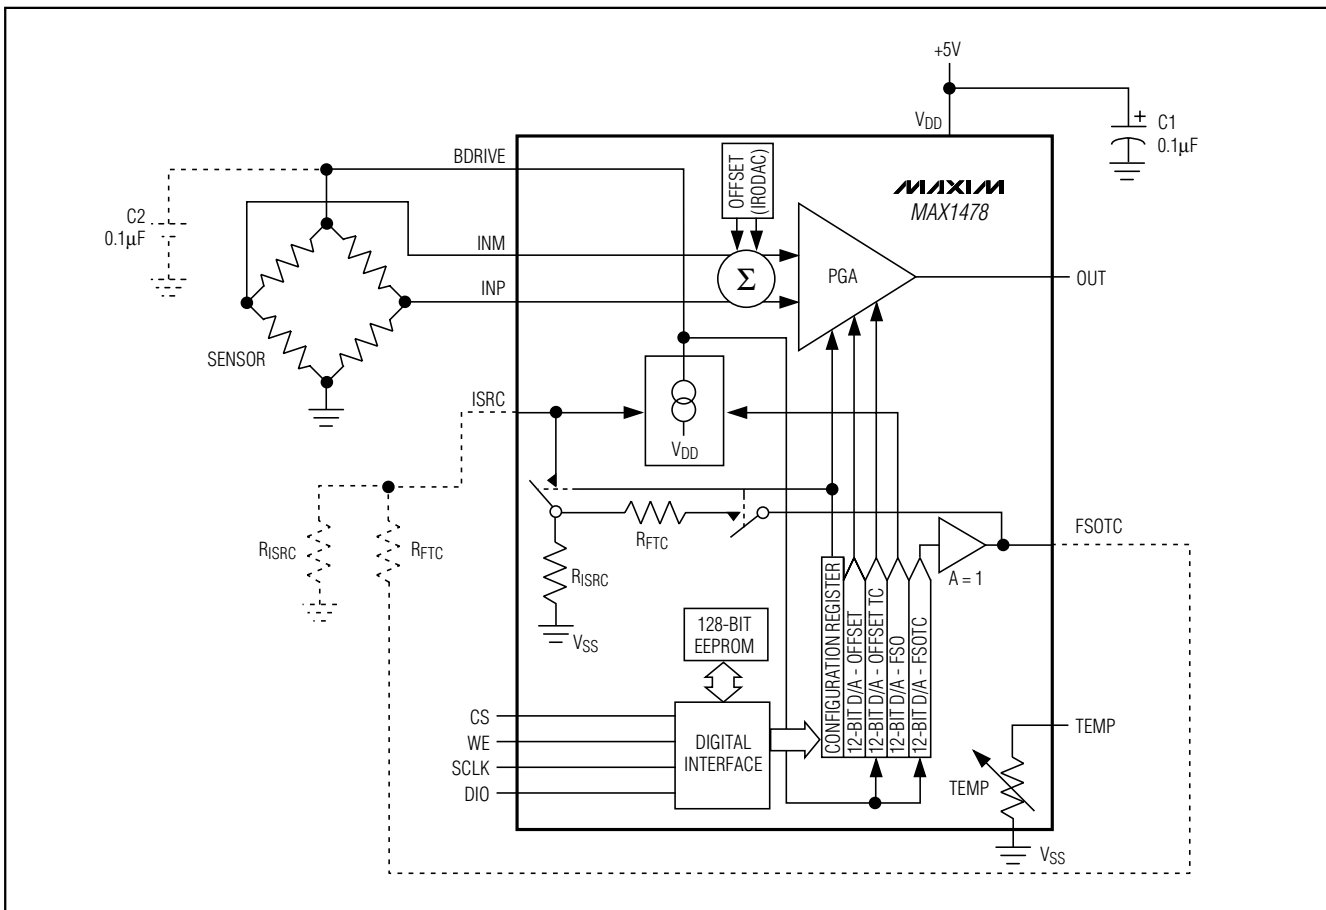 +5V
VDD
C1
0.1µF
BDRIVE
OFFSET
(IRODAC)
MAXIM
MAX1478
C2
0.1µF
INM
INP
Σ
PGA
OUT
SENSOR
ISRC
VDD
RISRC
RFTC
RFTC
RISRC
VSS
A = 1
FSOTC
128-BIT
EEPROM
CONFIGURATION REGISTER
12-BIT D/A - OFFSET
12-BIT D/A - OFFSET TC
12-BIT D/A - FSO
12-BIT D/A - FSOTC
CS
WE
SCLK
DIO
DIGITAL
INTERFACE
TEMP
TEMP
VSS